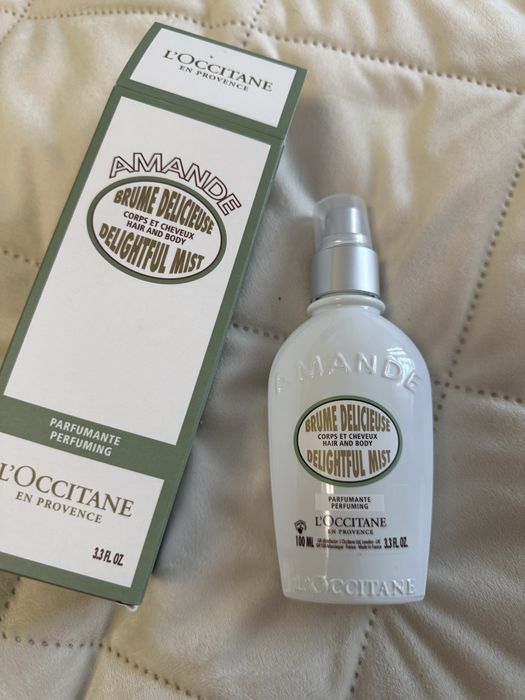 L'OCCITANE
EN PROVENCE
AMANDE
BRUME DELICIEUSE
CORPS ET CHEVEUX
HAIR AND BODY
DELIGHTFUL MIST
PARFUMANTE
PERFUMING
L'OCCITANE
EN PROVENCE
3.3 FL OZ.
AMANDE
BRUME DELICIEUSE
CORPS ET CHEVEUX
HAIR AND BODY
DELIGHTFUL MIST
PARFUMANTE
PERFUMING
L'OCCITANE
EN PROVENCE
100 ML
3.3 FL OZ.
L'OCCITANE